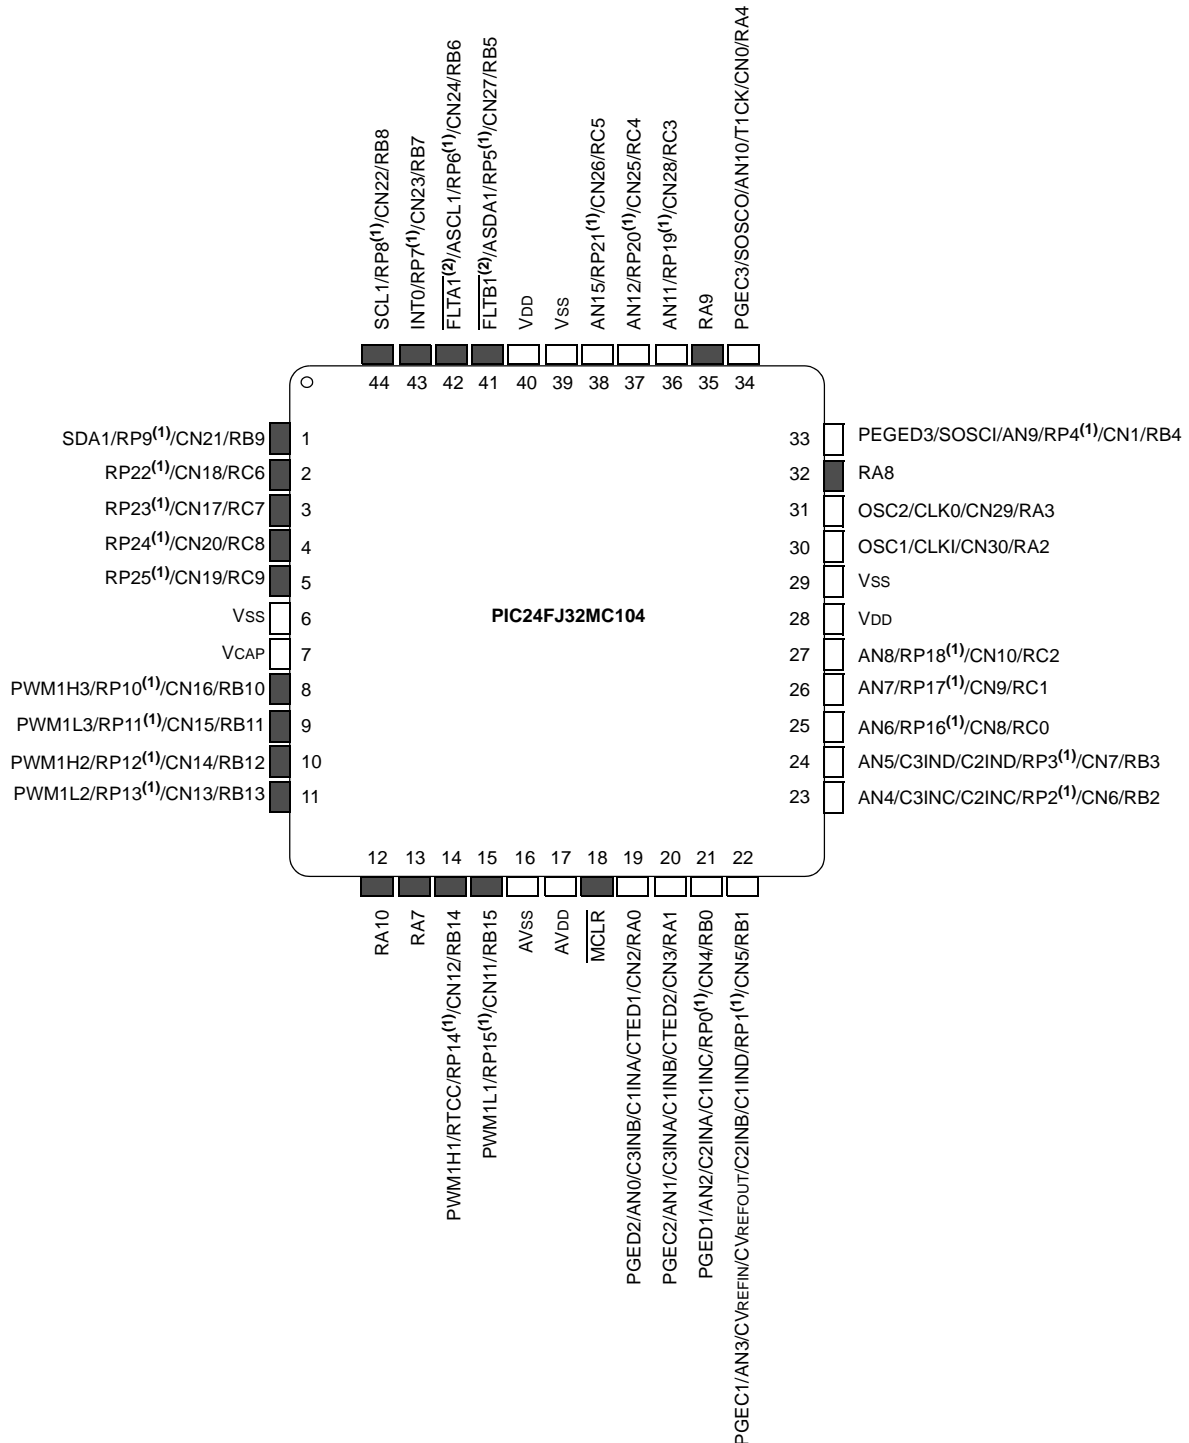 SCL1/RP8(1)/CN22/RB8
INT0/RP7(1)/CN23/RB7
FLTA1(2)/ASCL1/RP6(1)/CN24/RB6
FLTB1(2)/ASDA1/RP5(1)/CN27/RB5
VDD
VSS
AN15/RP21(1)/CN26/RC5
AN12/RP20(1)/CN25/RC4
AN11/RP19(1)/CN28/RC3
RA9
PGEC3/SOSCO/AN10/T1CK/CN0/RA4
44 43 42 41 40 39 38 37 36 35 34
SDA1/RP9(1)/CN21/RB9 1
RP22(1)/CN18/RC6 2
RP23(1)/CN17/RC7 3
RP24(1)/CN20/RC8 4
RP25(1)/CN19/RC9 5
VSS 6
VCAP 7
PWM1H3/RP10(1)/CN16/RB10 8
PWM1L3/RP11(1)/CN15/RB11 9
PWM1H2/RP12(1)/CN14/RB12 10
PWM1L2/RP13(1)/CN13/RB13 11
PIC24FJ32MC104
33 PEGED3/SOSCI/AN9/RP4(1)/CN1/RB4
32 RA8
31 OSC2/CLK0/CN29/RA3
30 OSC1/CLKI/CN30/RA2
29 VSS
28 VDD
27 AN8/RP18(1)/CN10/RC2
26 AN7/RP17(1)/CN9/RC1
25 AN6/RP16(1)/CN8/RC0
24 AN5/C3IND/C2IND/RP3(1)/CN7/RB3
23 AN4/C3INC/C2INC/RP2(1)/CN6/RB2
12 13 14 15 16 17 18 19 20 21 22
RA10
RA7
PWM1H1/RTCC/RP14(1)/CN12/RB14
PWM1L1/RP15(1)/CN11/RB15
AVSS
AVDD
MCLR
PGED2/AN0/C3INB/C1INA/CTED1/CN2/RA0
PGEC2/AN1/C3INA/C1INB/CTED2/CN3/RA1
PGED1/AN2/C2INA/C1INC/RP0(1)/CN4/RB0
PGEC1/AN3/CVREFIN/CVREFOUT/C2INB/C1IND/RP1(1)/CN5/RB1